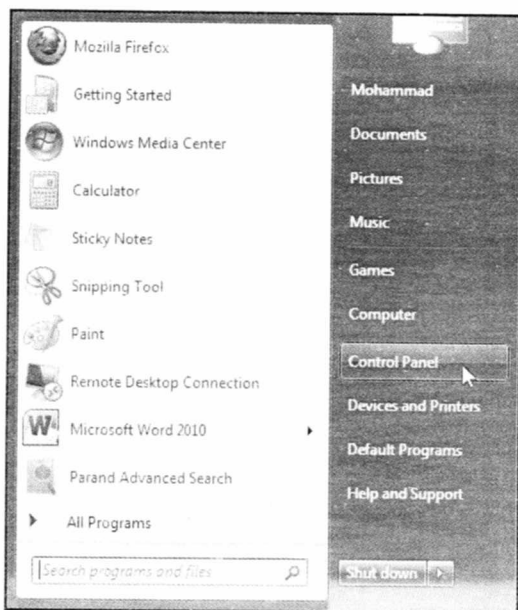 Mozilla Firefox
Getting Started
Windows Media Center
Calculator
Sticky Notes
Snipping Tool
Paint
Remote Desktop Connection
Microsoft Word 2010
Parand Advanced Search
All Programs
Search programs and files
Mohammad
Documents
Pictures
Music
Games
Computer
Control Panel
Devices and Printers
Default Programs
Help and Support
Shut down